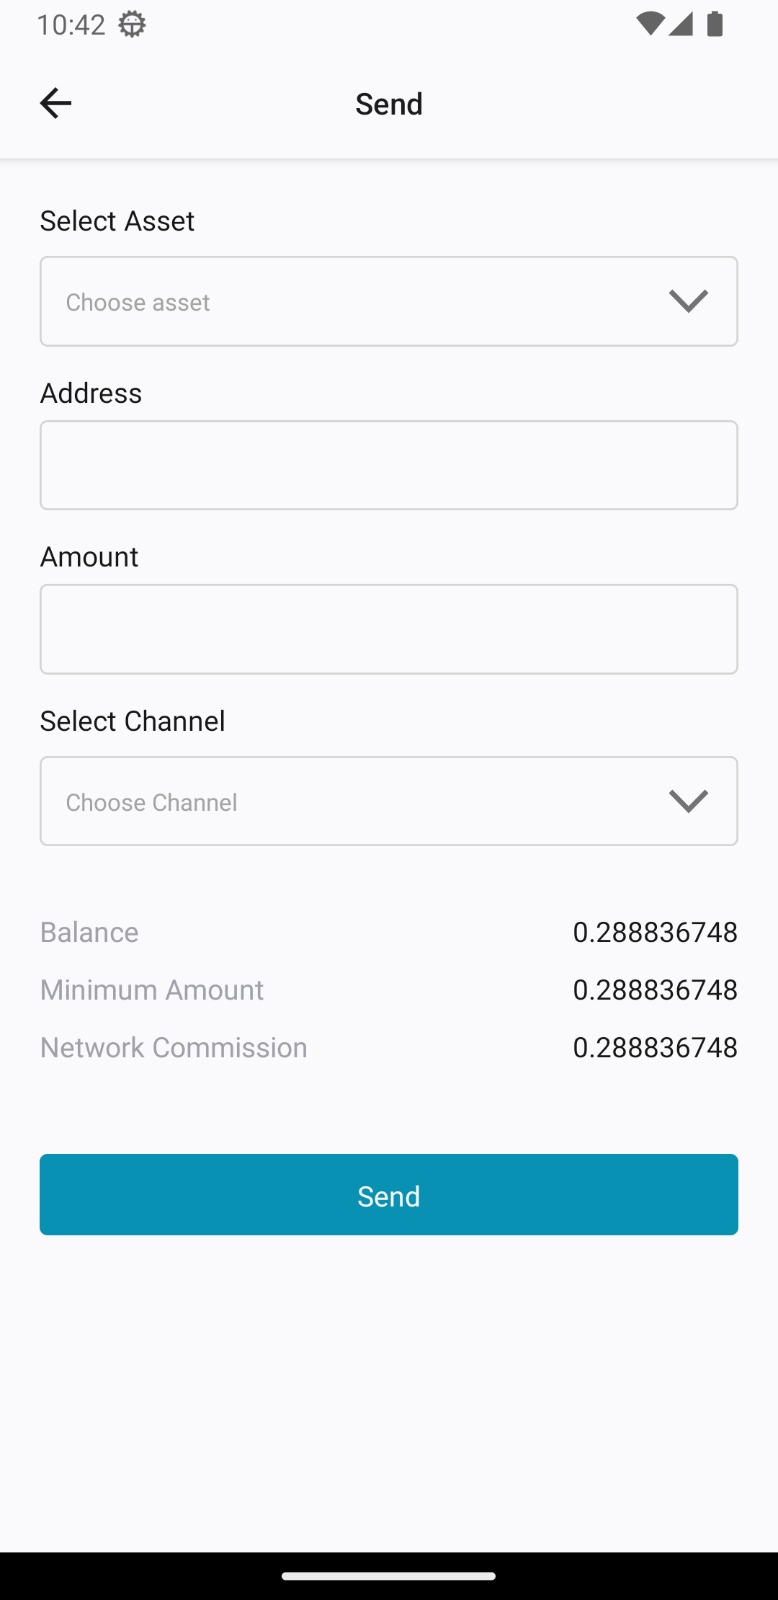 10:42
Send
Select Asset
Choose asset
Address
Amount
Select Channel
Choose Channel
Balance 0.288836748
Minimum Amount 0.288836748
Network Commission 0.288836748
Send